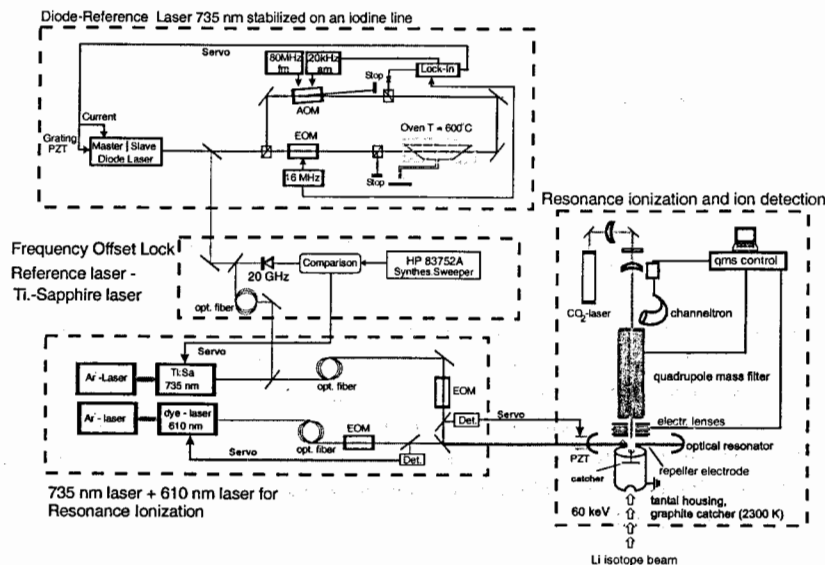 Diode-Reference Laser 735 nm stabilized on an iodine line
Servo
80MHz
fm
20kHz
am
Stop
Lock-In
AOM
Current
Grating
PZT
Master | Slave
Diode Laser
EOM
Oven T = 600°C
16 MHz
Stop
Frequency Offset Lock
Reference laser -
Ti.-Sapphire laser
20 GHz
Comparison
HP 83752A
Synthes.Sweeper
opt. fiber
Servo
Ar-Laser
Ti:Sa
735 nm
opt. fiber
EOM
Ar-laser
dye - laser
610 nm
opt. fiber
EOM
Det.
Servo
Servo
Det.
735 nm laser + 610 nm laser for
Resonance Ionization
Resonance ionization and ion detection
qms control
CO2-laser
channeltron
quadrupole mass filter
electr. lenses
optical resonator
PZT
repeller electrode
catcher
tantal housing,
graphite catcher (2300 K)
60 keV
Li isotope beam